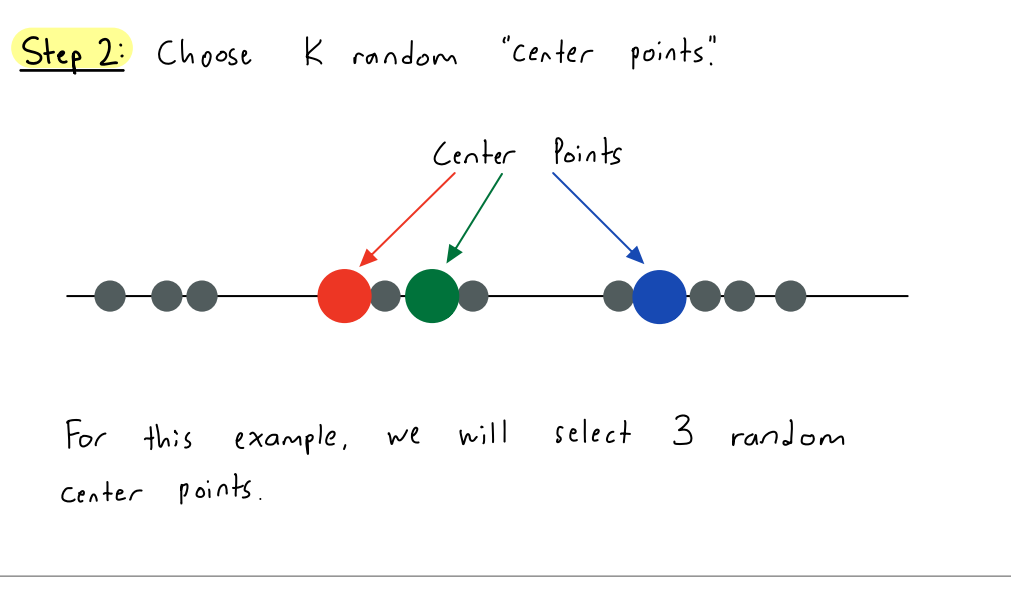 Step 2: Choose K random "center points."
Center Points
For this example, we will select 3 random
center points.